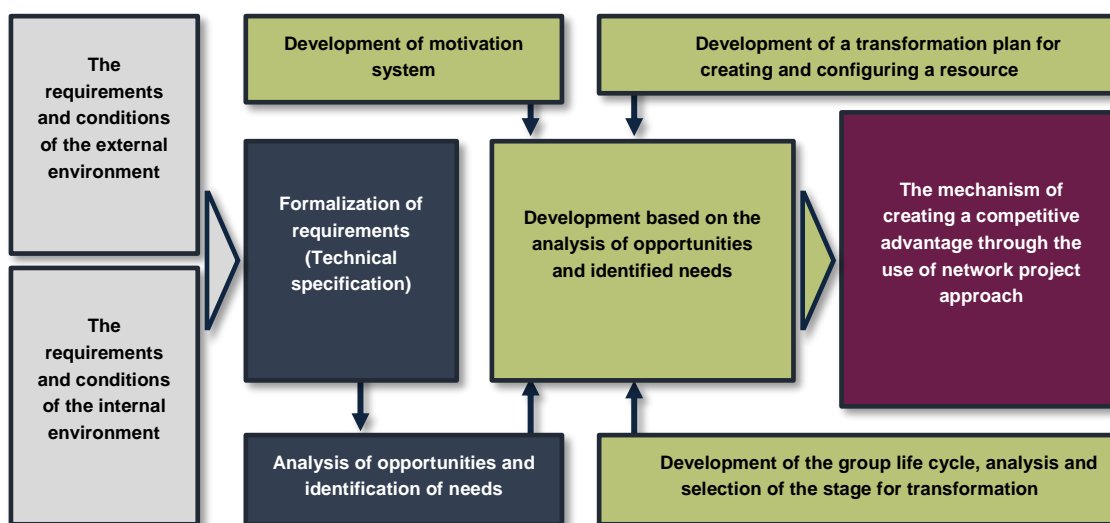 The
requirements
and conditions
of the external
environment
The
requirements
and conditions
of the internal
environment
Development of motivation
system
Development of a transformation plan for
creating and configuring a resource
Formalization of
requirements
(Technical
specification)
Development based on the
analysis of opportunities
and identified needs
The mechanism of
creating a competitive
advantage through the
use of network project
approach
Analysis of opportunities and
identification of needs
Development of the group life cycle, analysis and
selection of the stage for transformation